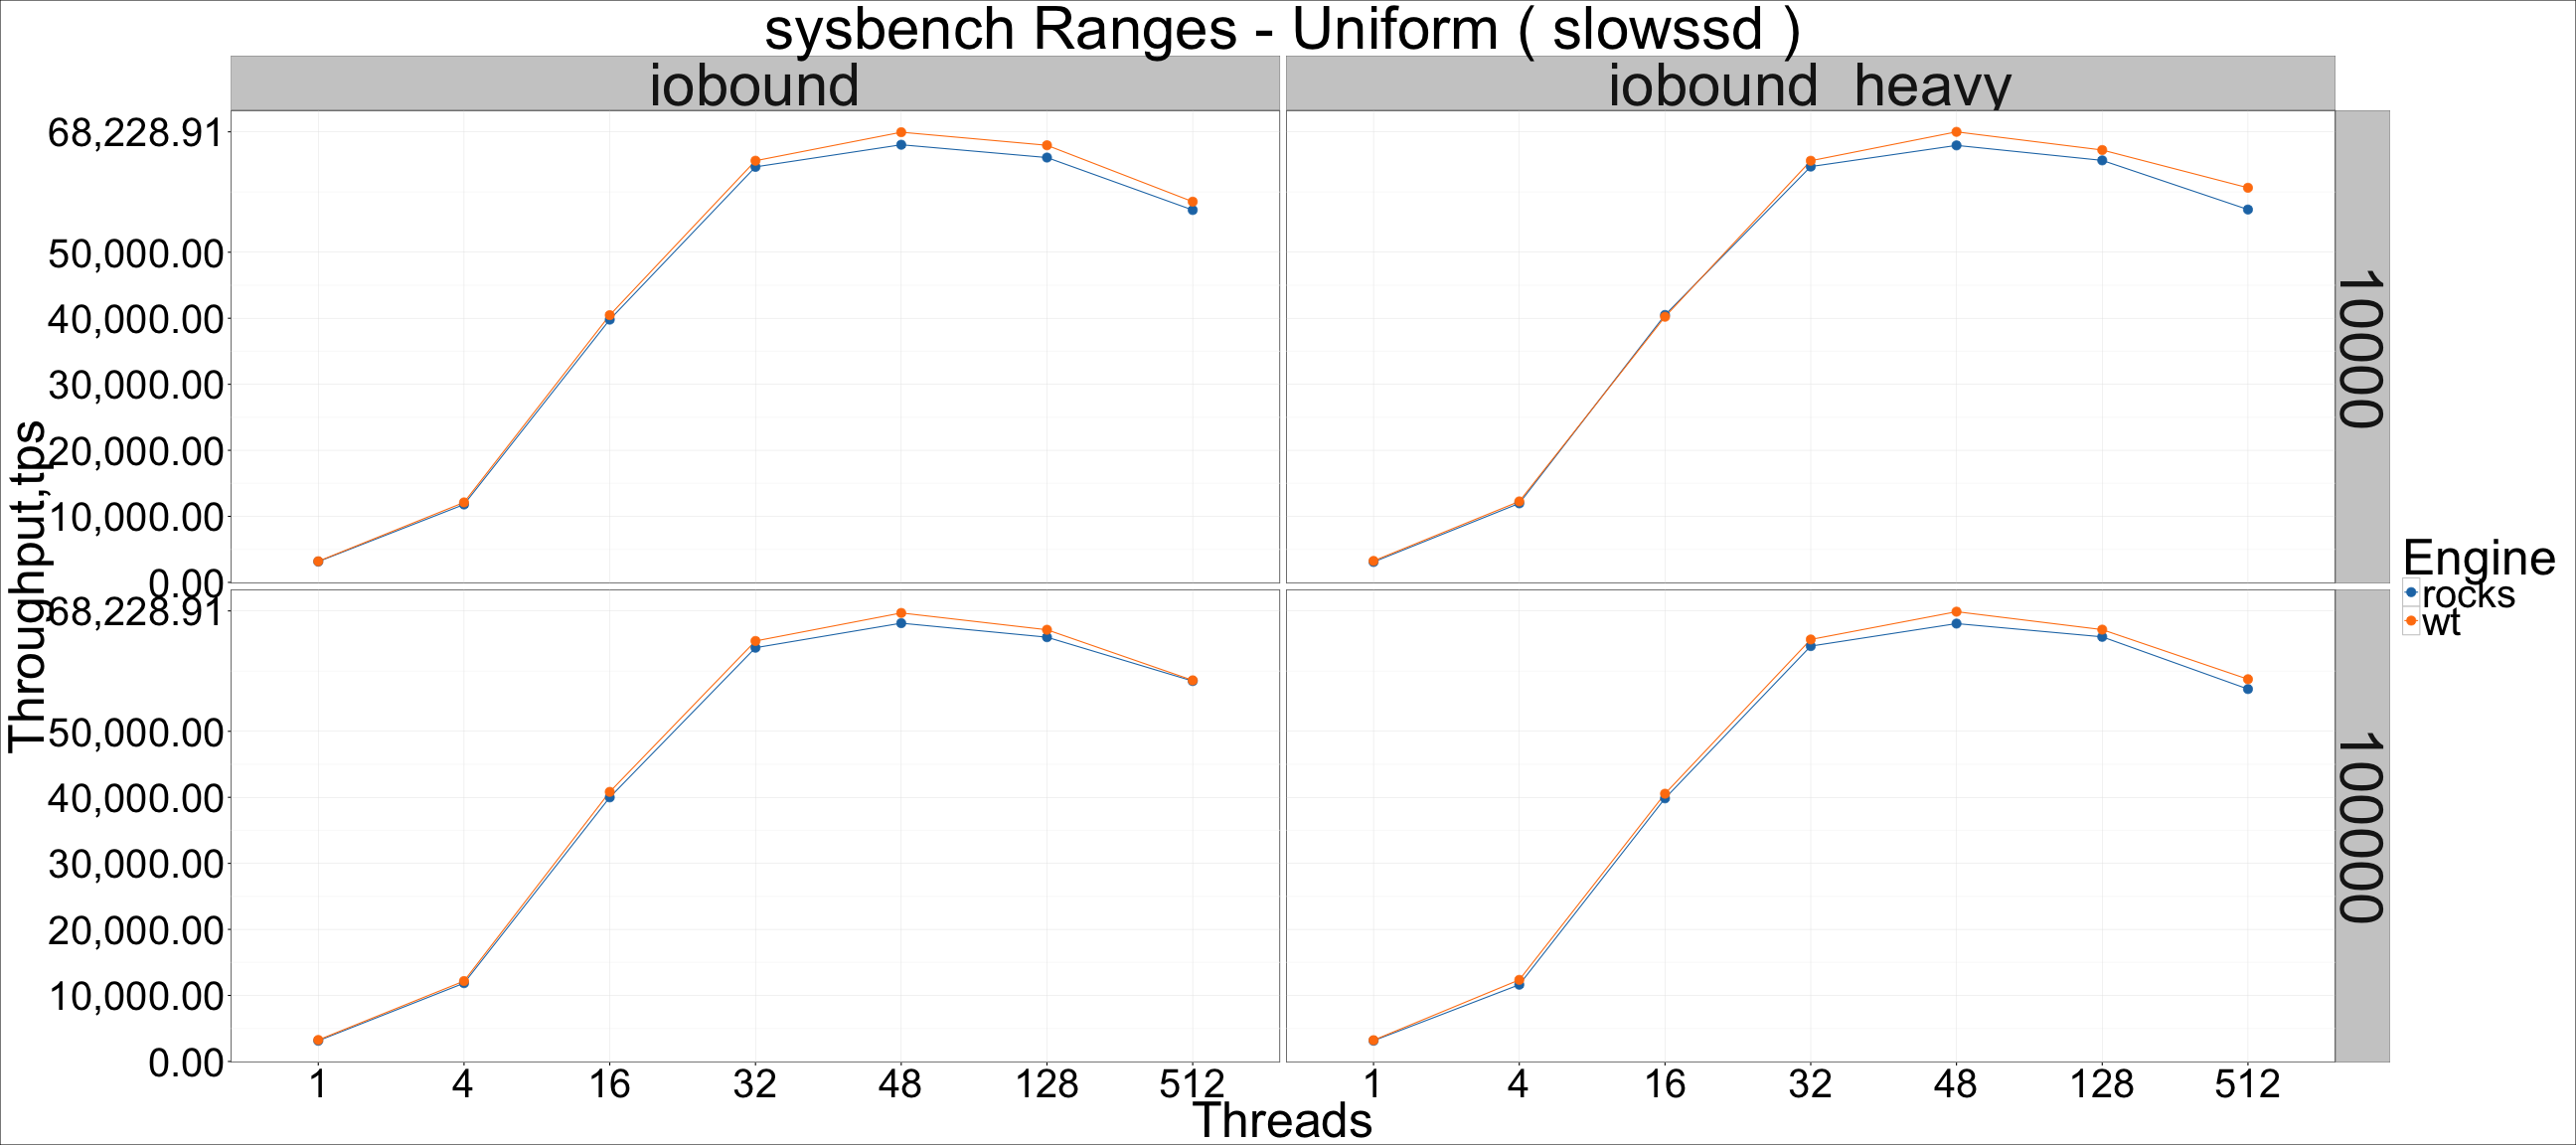 sysbench Ranges - Uniform ( slowssd )
iobound
iobound heavy
68,228.91
50,000.00
40,000.00
30,000.00
20,000.00
10,000.00
0.00
10000
68,228.91
50,000.00
40,000.00
30,000.00
20,000.00
10,000.00
0.00
100000
Throughput,tps
1 4 16 32 48 128 512
1 4 16 32 48 128 512
Threads
Engine
rocks
wt